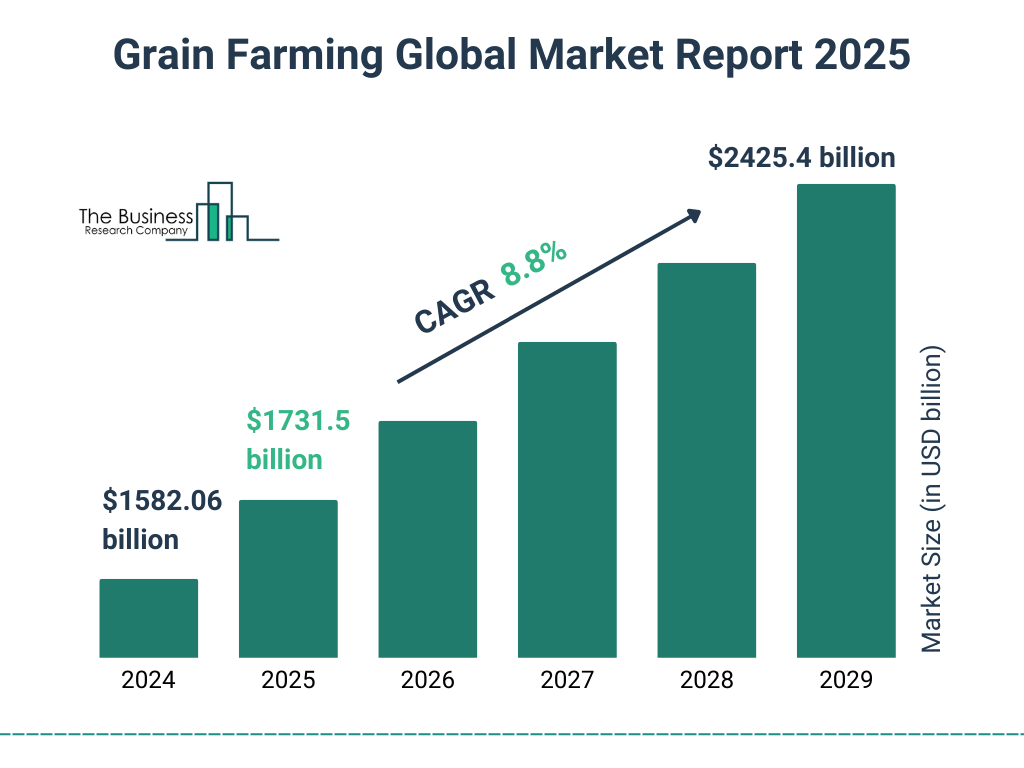 Grain Farming Global Market Report 2025
$2425.4 billion
The Business
Research Company
CAGR 8.8%
$1731.5
billion
$1582.06
billion
Market Size (in USD billion)
2024 2025 2026 2027 2028 2029